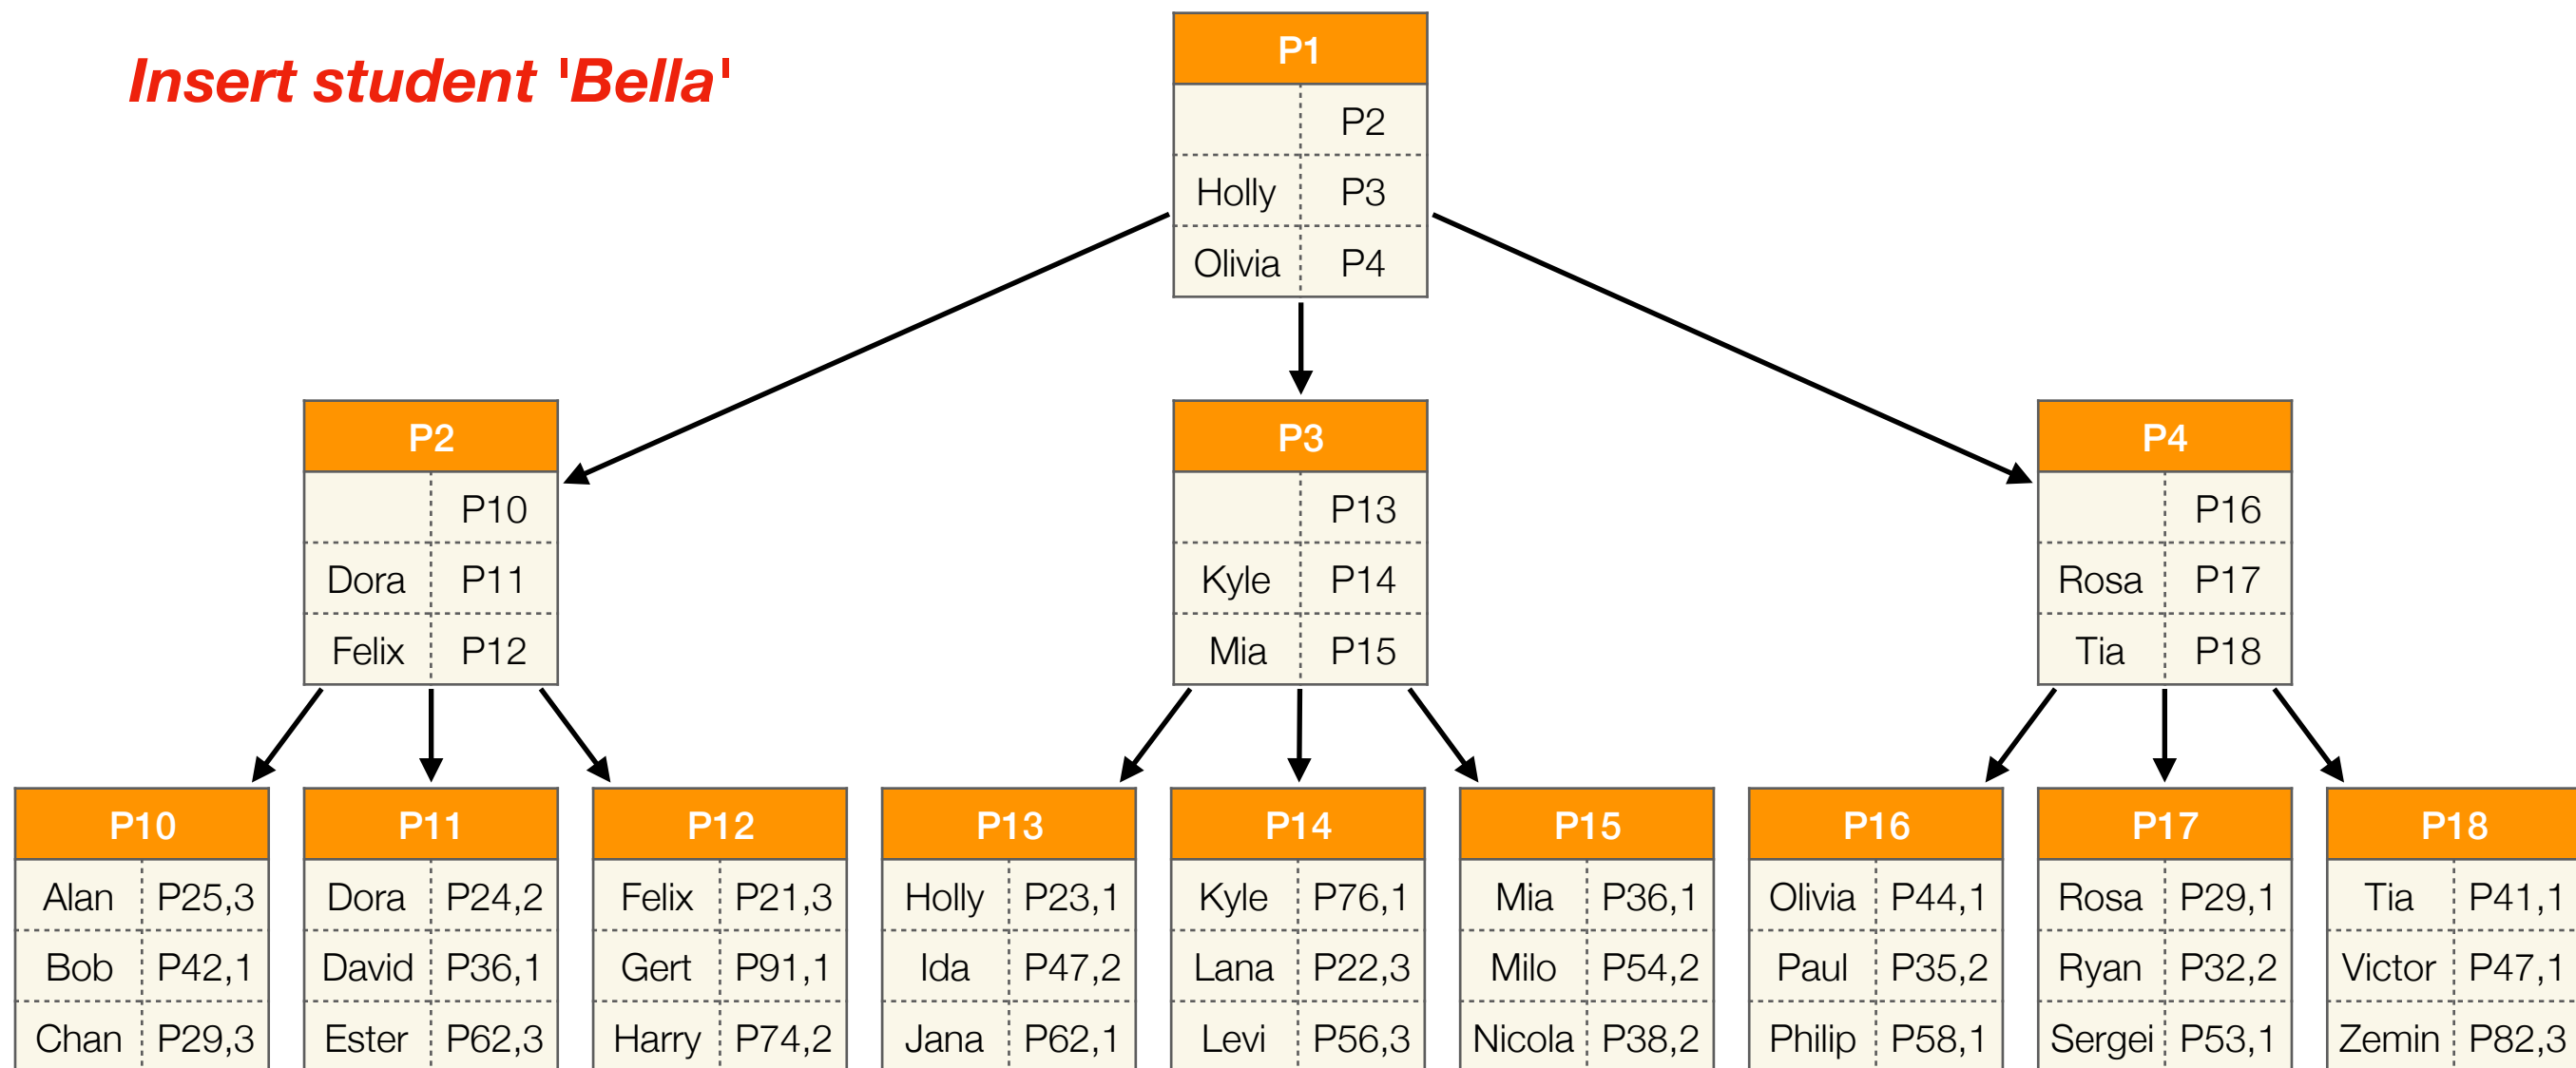 Insert student 'Bella'
P1
P2
Holly P3
Olivia P4
P2
P10
Dora P11
Felix P12
P3
P13
Kyle P14
Mia P15
P4
P16
Rosa P17
Tia P18
P10
Alan P25,3
Bob P42,1
Chan P29,3
P11
Dora P24,2
David P36,1
Ester P62,3
P12
Felix P21,3
Gert P91,1
Harry P74,2
P13
Holly P23,1
Ida P47,2
Jana P62,1
P14
Kyle P76,1
Lana P22,3
Levi P56,3
P15
Mia P36,1
Milo P54,2
Nicola P38,2
P16
Olivia P44,1
Paul P35,2
Philip P58,1
P17
Rosa P29,1
Ryan P32,2
Sergei P53,1
P18
Tia P41,1
Victor P47,1
Zemin P82,3